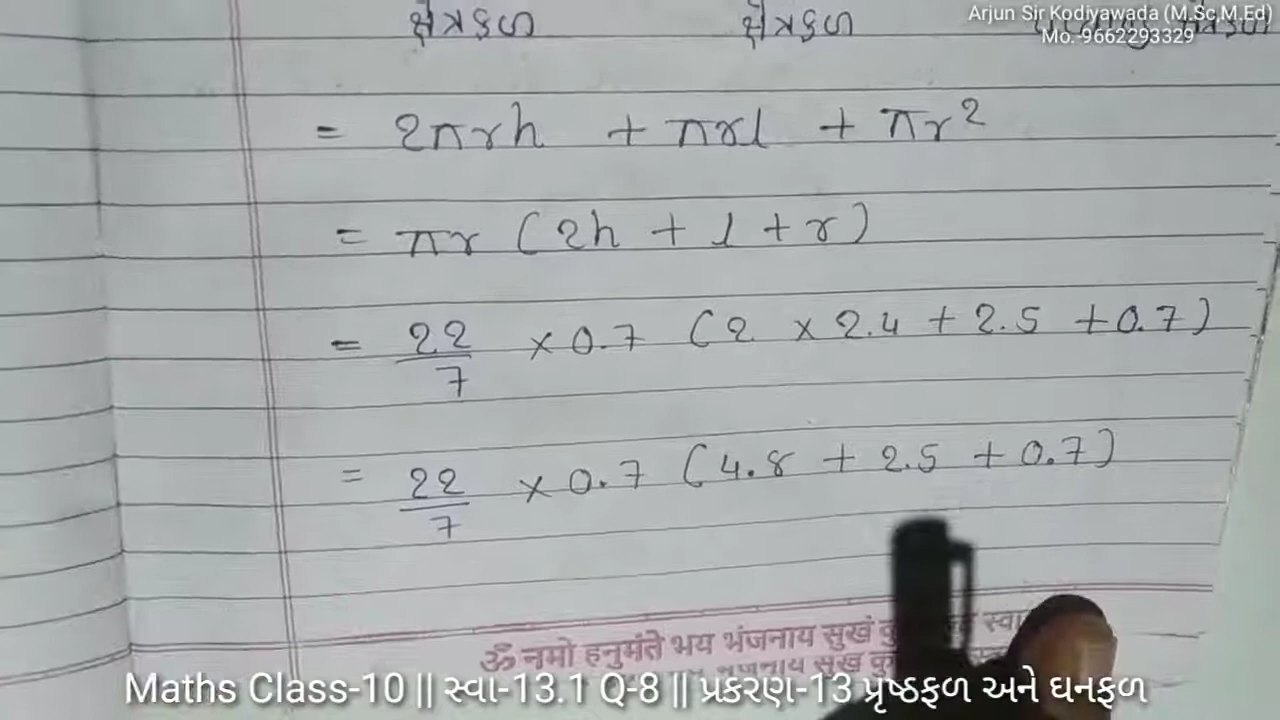 Arjun Sir Kodiyawada (M.Sc,M.Ed)
Mo.-9662293329
ક્ષેત્રફળ ક્ષેત્રફળ
= 2πrh + πrl + πr²
= πr (2h + l + r)
= 22/7 × 0.7 (2 × 2.4 + 2.5 + 0.7)
= 22/7 × 0.7 (4.8 + 2.5 + 0.7)
ॐ नमो हनुमंते भय भंजनाय सुखं
Maths Class-10 || સ્વા-13.1 Q-8 || પ્રકરણ-13 પૃષ્ઠફળ અને ઘનફળ